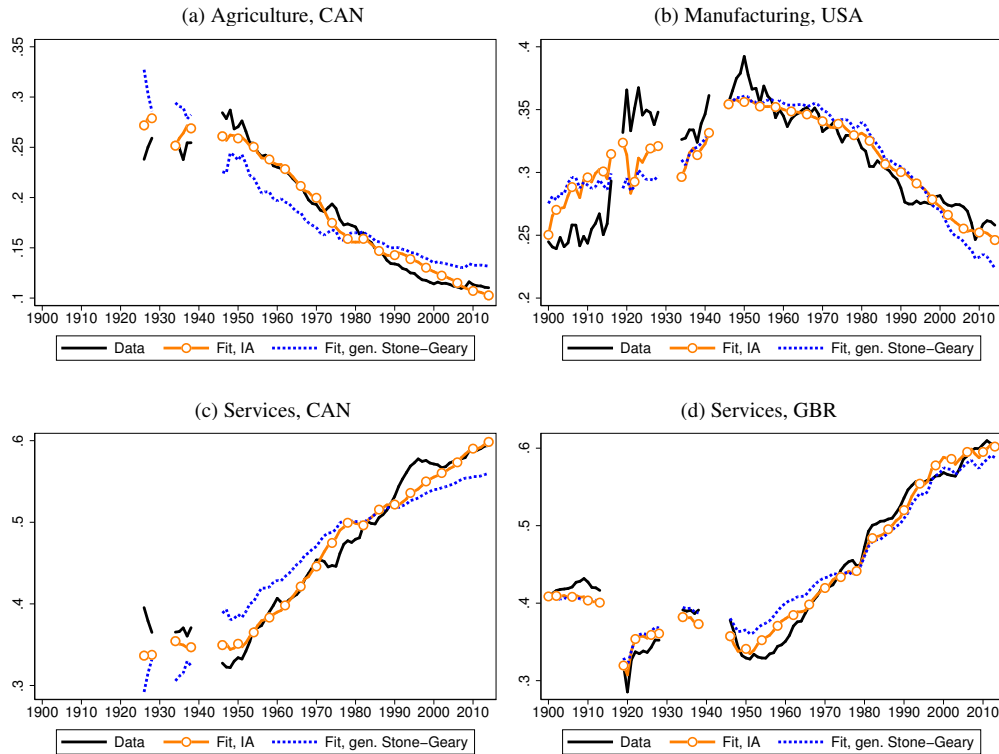 (a) Agriculture, CAN
.35
.3
.25
.2
.15
.1
1900 1910 1920 1930 1940 1950 1960 1970 1980 1990 2000 2010
Data Fit, IA Fit, gen. Stone-Geary
(b) Manufacturing, USA
.4
.35
.3
.25
.2
1900 1910 1920 1930 1940 1950 1960 1970 1980 1990 2000 2010
Data Fit, IA Fit, gen. Stone-Geary
(c) Services, CAN
.6
.5
.4
.3
1900 1910 1920 1930 1940 1950 1960 1970 1980 1990 2000 2010
Data Fit, IA Fit, gen. Stone-Geary
(d) Services, GBR
.6
.5
.4
.3
1900 1910 1920 1930 1940 1950 1960 1970 1980 1990 2000 2010
Data Fit, IA Fit, gen. Stone-Geary